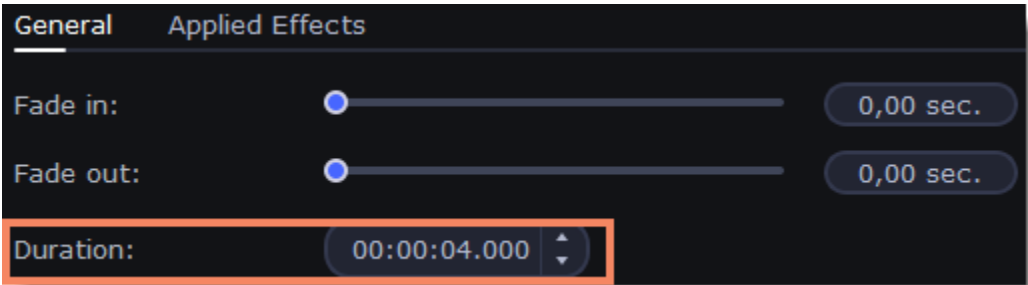 General Applied Effects
Fade in: 0,00 sec.
Fade out: 0,00 sec.
Duration: 00:00:04.000